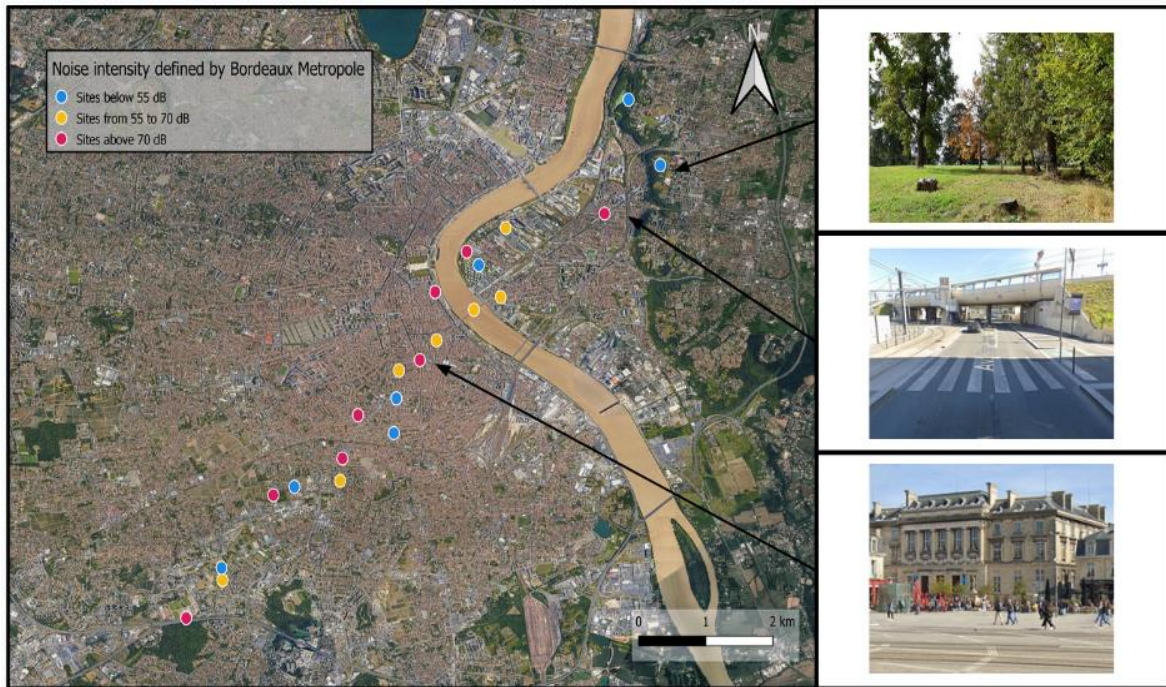 Noise intensity defined by Bordeaux Metropole
Sites below 55 dB
Sites from 55 to 70 dB
Sites above 70 dB
N
0 1 2 km